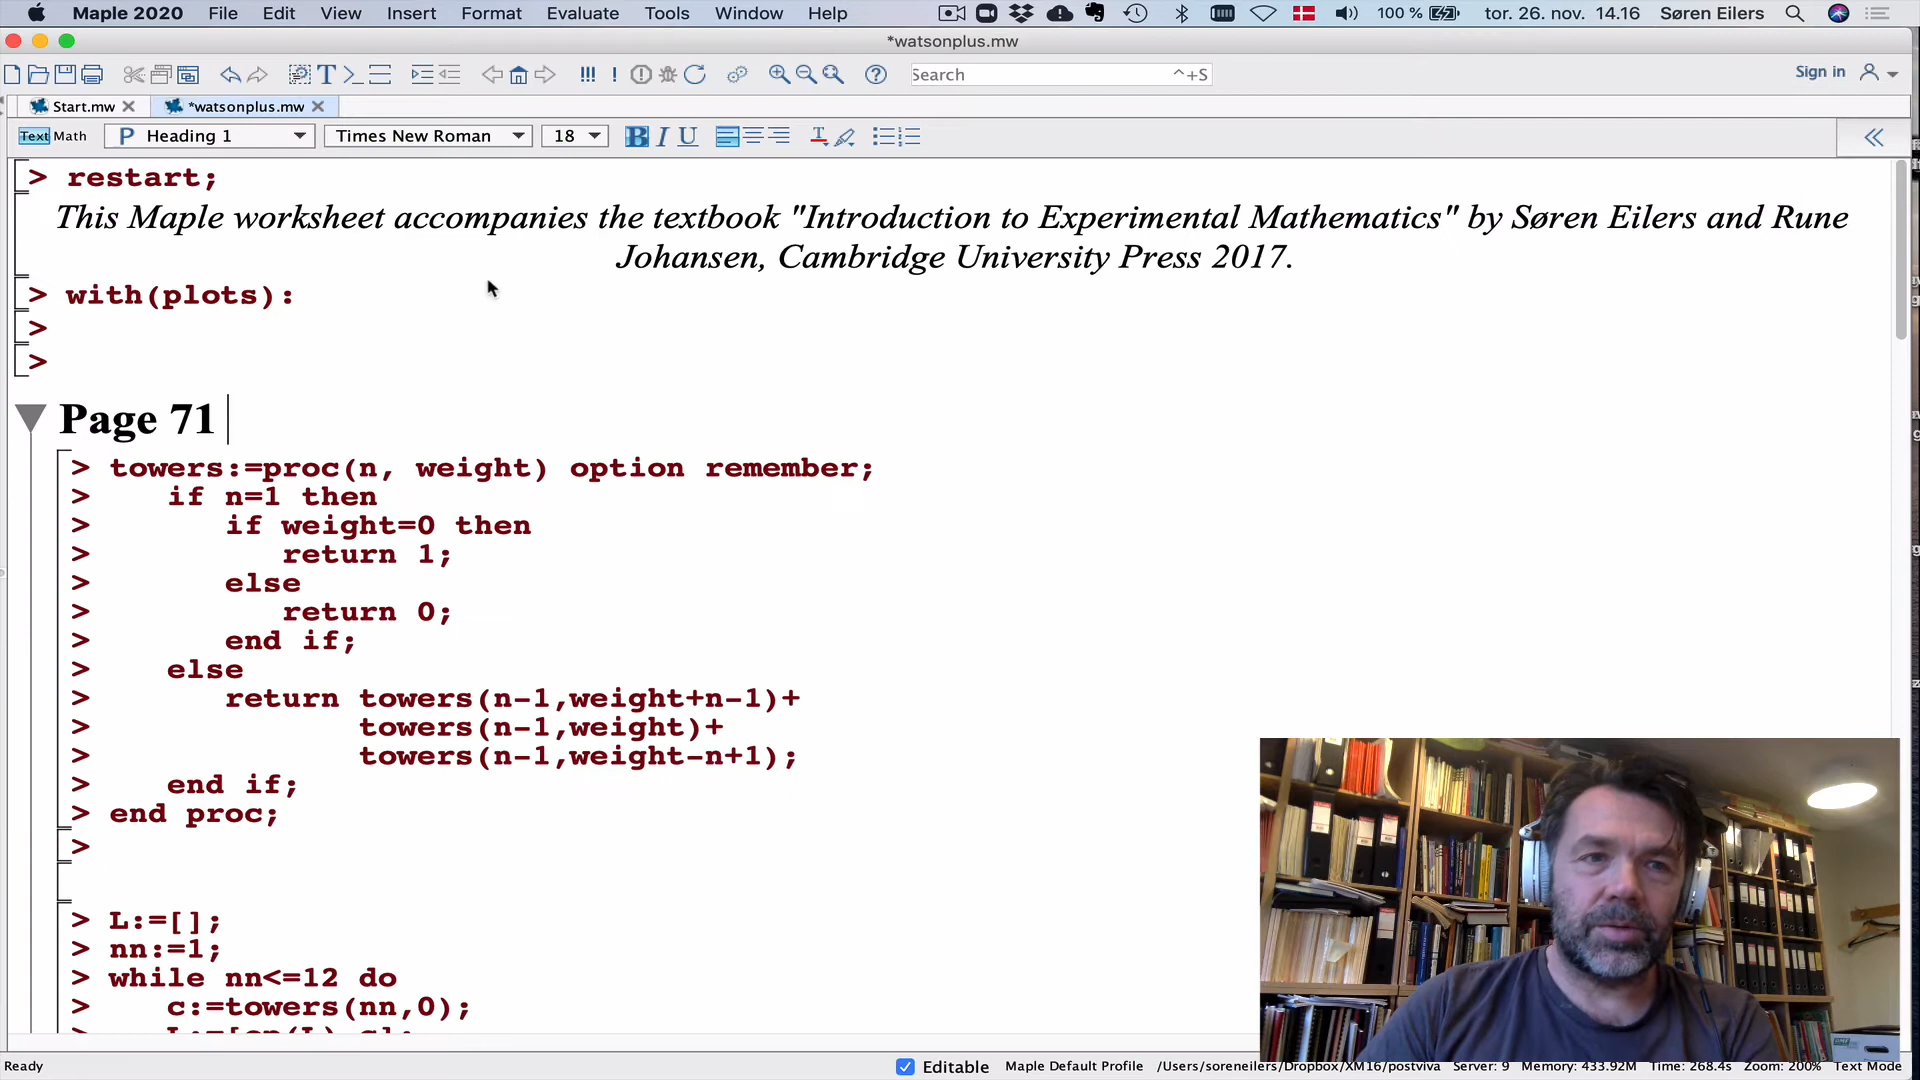 Maple 2020 File Edit View Insert Format Evaluate Tools Window Help 100 % tor. 26. nov. 14.16 Søren Eilers
*watsonplus.mw
Search ^+S Sign in
Start.mw *watsonplus.mw
Text Math P Heading 1 Times New Roman 18 B I U
> restart;
This Maple worksheet accompanies the textbook "Introduction to Experimental Mathematics" by Søren Eilers and Rune
Johansen, Cambridge University Press 2017.
> with(plots):
>
>
Page 71
> towers:=proc(n, weight) option remember;
> if n=1 then
> if weight=0 then
> return 1;
> else
> return 0;
> end if;
> else
> return towers(n-1,weight+n-1)+
> towers(n-1,weight)+
> towers(n-1,weight-n+1);
> end if;
> end proc;
>
> L:=[];
> nn:=1;
> while nn<=12 do
> c:=towers(nn,0);
Ready Editable Maple Default Profile /Users/soreneilers/Dropbox/XM16/postviva Server: 9 Memory: 433.92M Time: 268.4s Zoom: 200% Text Mode